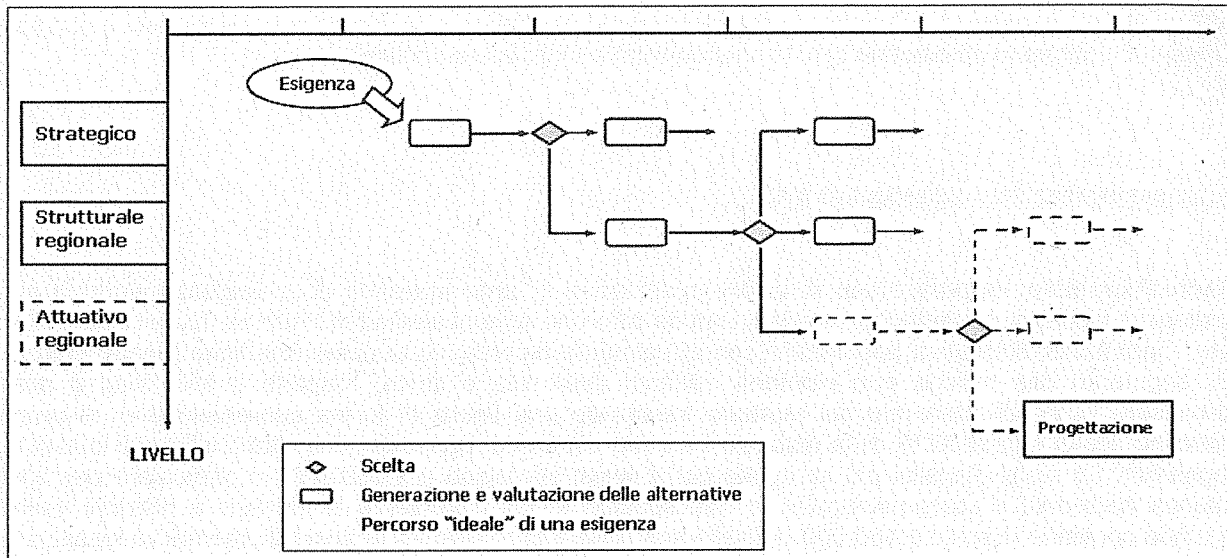 Esigenza
Strategico
Strutturale
regionale
Attuativo
regionale
Progettazione
LIVELLO
Scelta
Generazione e valutazione delle alternative
Percorso "ideale" di una esigenza